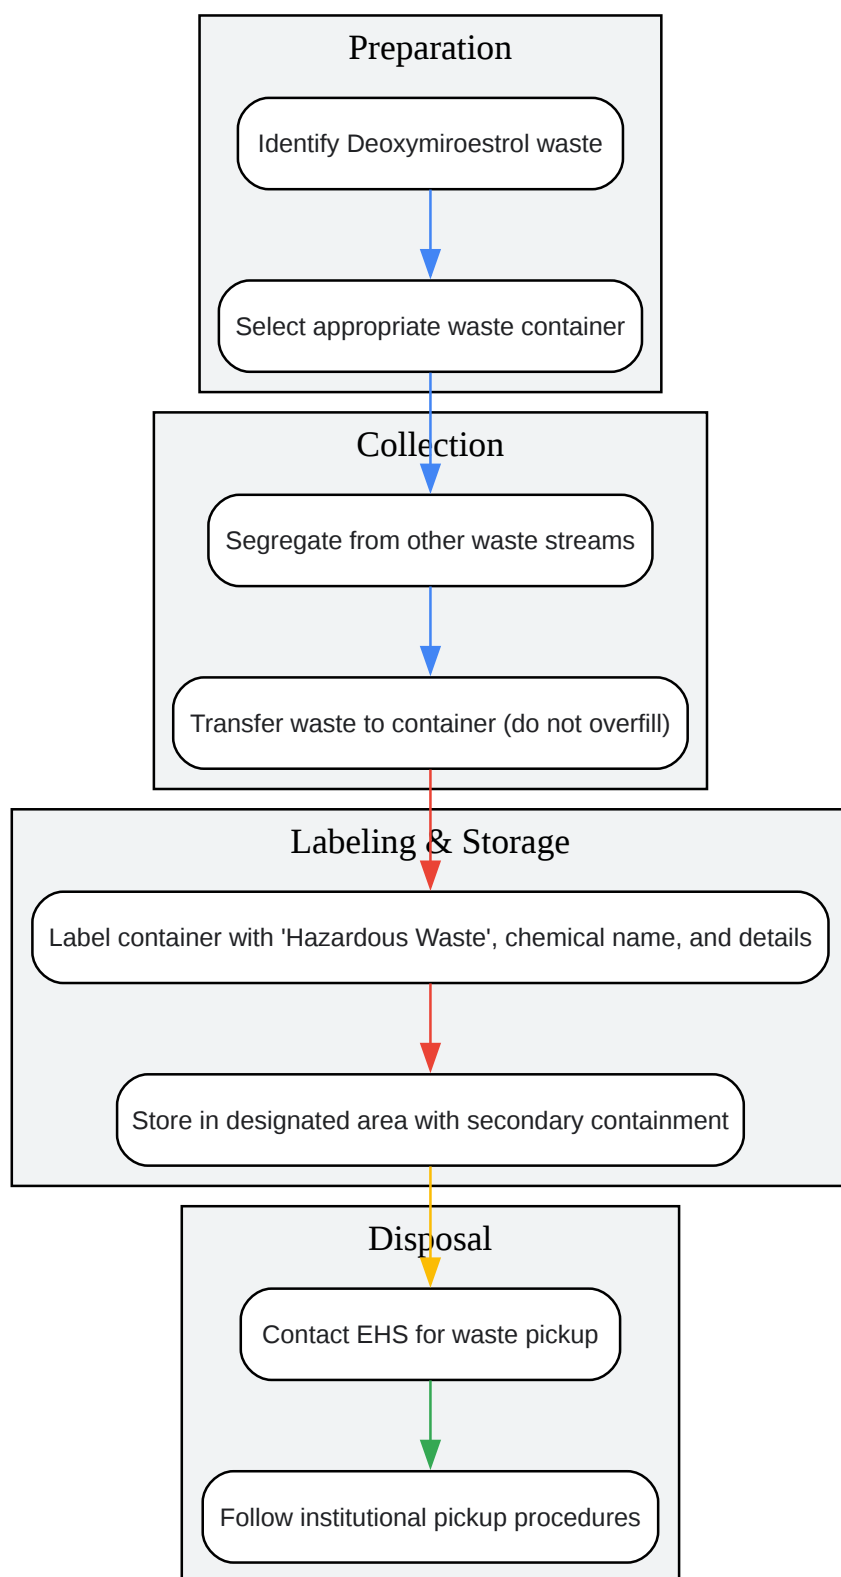 Preparation
Identify Deoxymiroestrol waste
Select appropriate waste container
Collection
Segregate from other waste streams
Transfer waste to container (do not overfill)
Labeling & Storage
Label container with 'Hazardous Waste', chemical name, and details
Store in designated area with secondary containment
Disposal
Contact EHS for waste pickup
Follow institutional pickup procedures